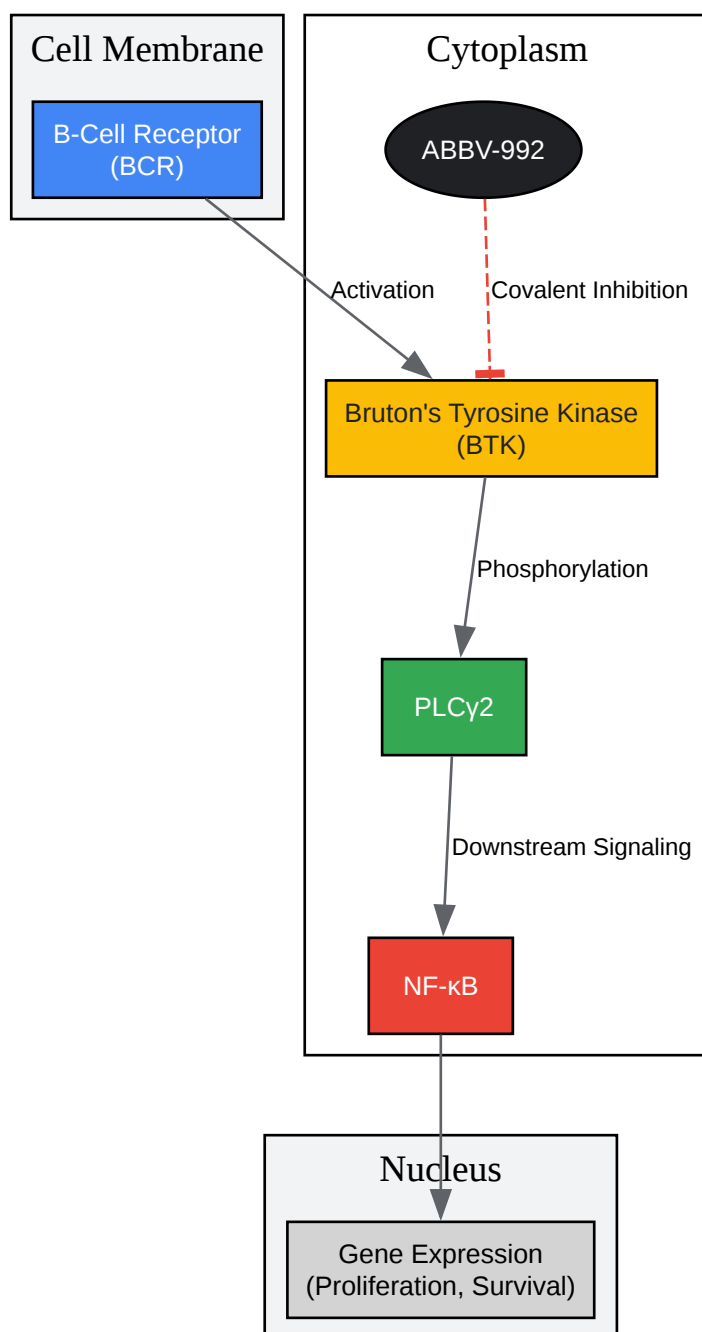 Cell Membrane
B-Cell Receptor
(BCR)
Cytoplasm
ABBV-992
Activation
Covalent Inhibition
Bruton's Tyrosine Kinase
(BTK)
Phosphorylation
PLCγ2
Downstream Signaling
NF-κB
Nucleus
Gene Expression
(Proliferation, Survival)